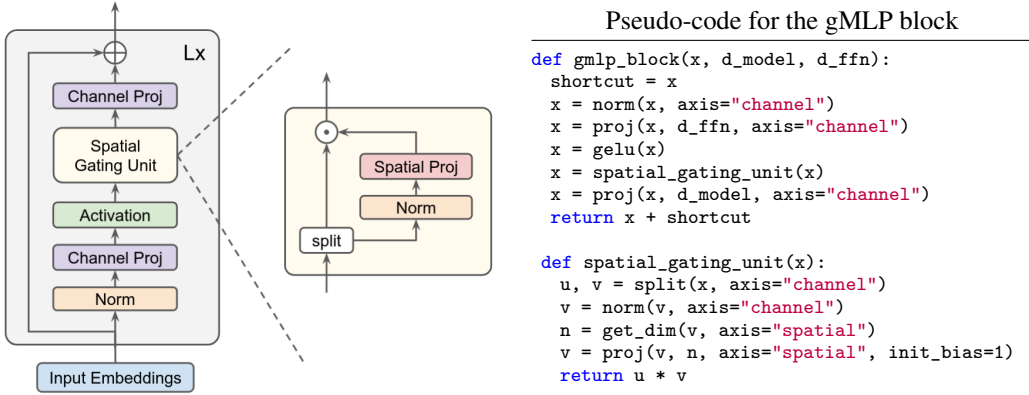 Lx
Channel Proj
Spatial
Gating Unit
Activation
Channel Proj
Norm
Input Embeddings
Spatial Proj
Norm
split
Pseudo-code for the gMLP block
def gmlp_block(x, d_model, d_ffn):
  shortcut = x
  x = norm(x, axis="channel")
  x = proj(x, d_ffn, axis="channel")
  x = gelu(x)
  x = spatial_gating_unit(x)
  x = proj(x, d_model, axis="channel")
  return x + shortcut
def spatial_gating_unit(x):
  u, v = split(x, axis="channel")
  v = norm(v, axis="channel")
  n = get_dim(v, axis="spatial")
  v = proj(v, n, axis="spatial", init_bias=1)
  return u * v